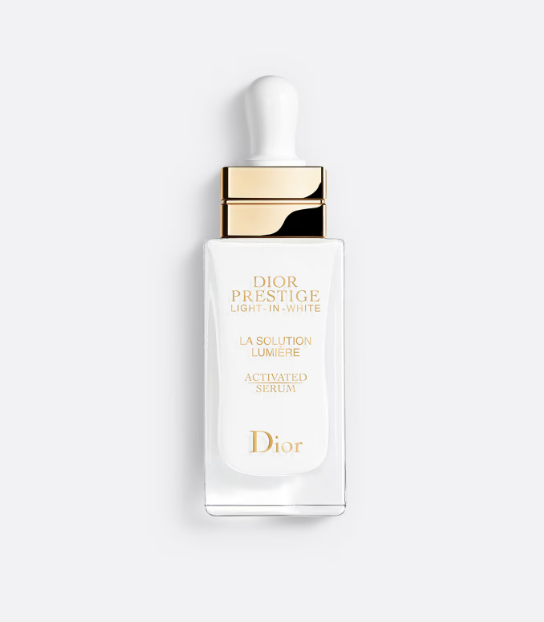 DIOR
PRESTIGE
LIGHT-IN-WHITE
LA SOLUTION
LUMIÈRE
ACTIVATED
SERUM
Dior